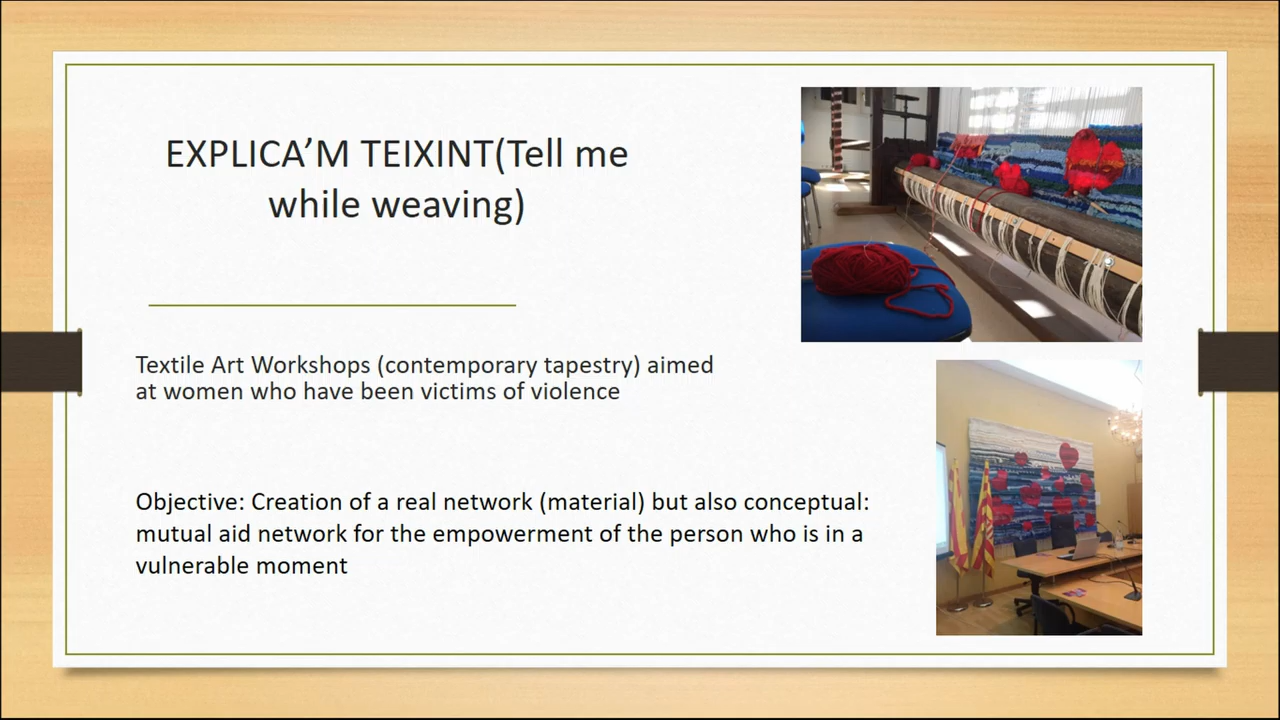 EXPLICA’M TEIXINT(Tell me
while weaving)
Textile Art Workshops (contemporary tapestry) aimed
at women who have been victims of violence
Objective: Creation of a real network (material) but also conceptual:
mutual aid network for the empowerment of the person who is in a
vulnerable moment